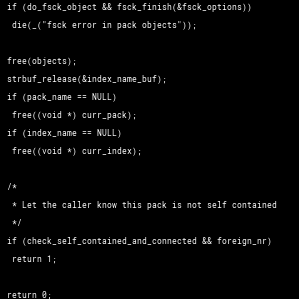 if (do_fsck_object && fsck_finish(&fsck_options))
die(_("fsck error in pack objects"));

free(objects);
strbuf_release(&index_name_buf);
if (pack_name == NULL)
free((void *) curr_pack);
if (index_name == NULL)
free((void *) curr_index);

/*
* Let the caller know this pack is not self contained
*/
if (check_self_contained_and_connected && foreign_nr)
return 1;

return 0;